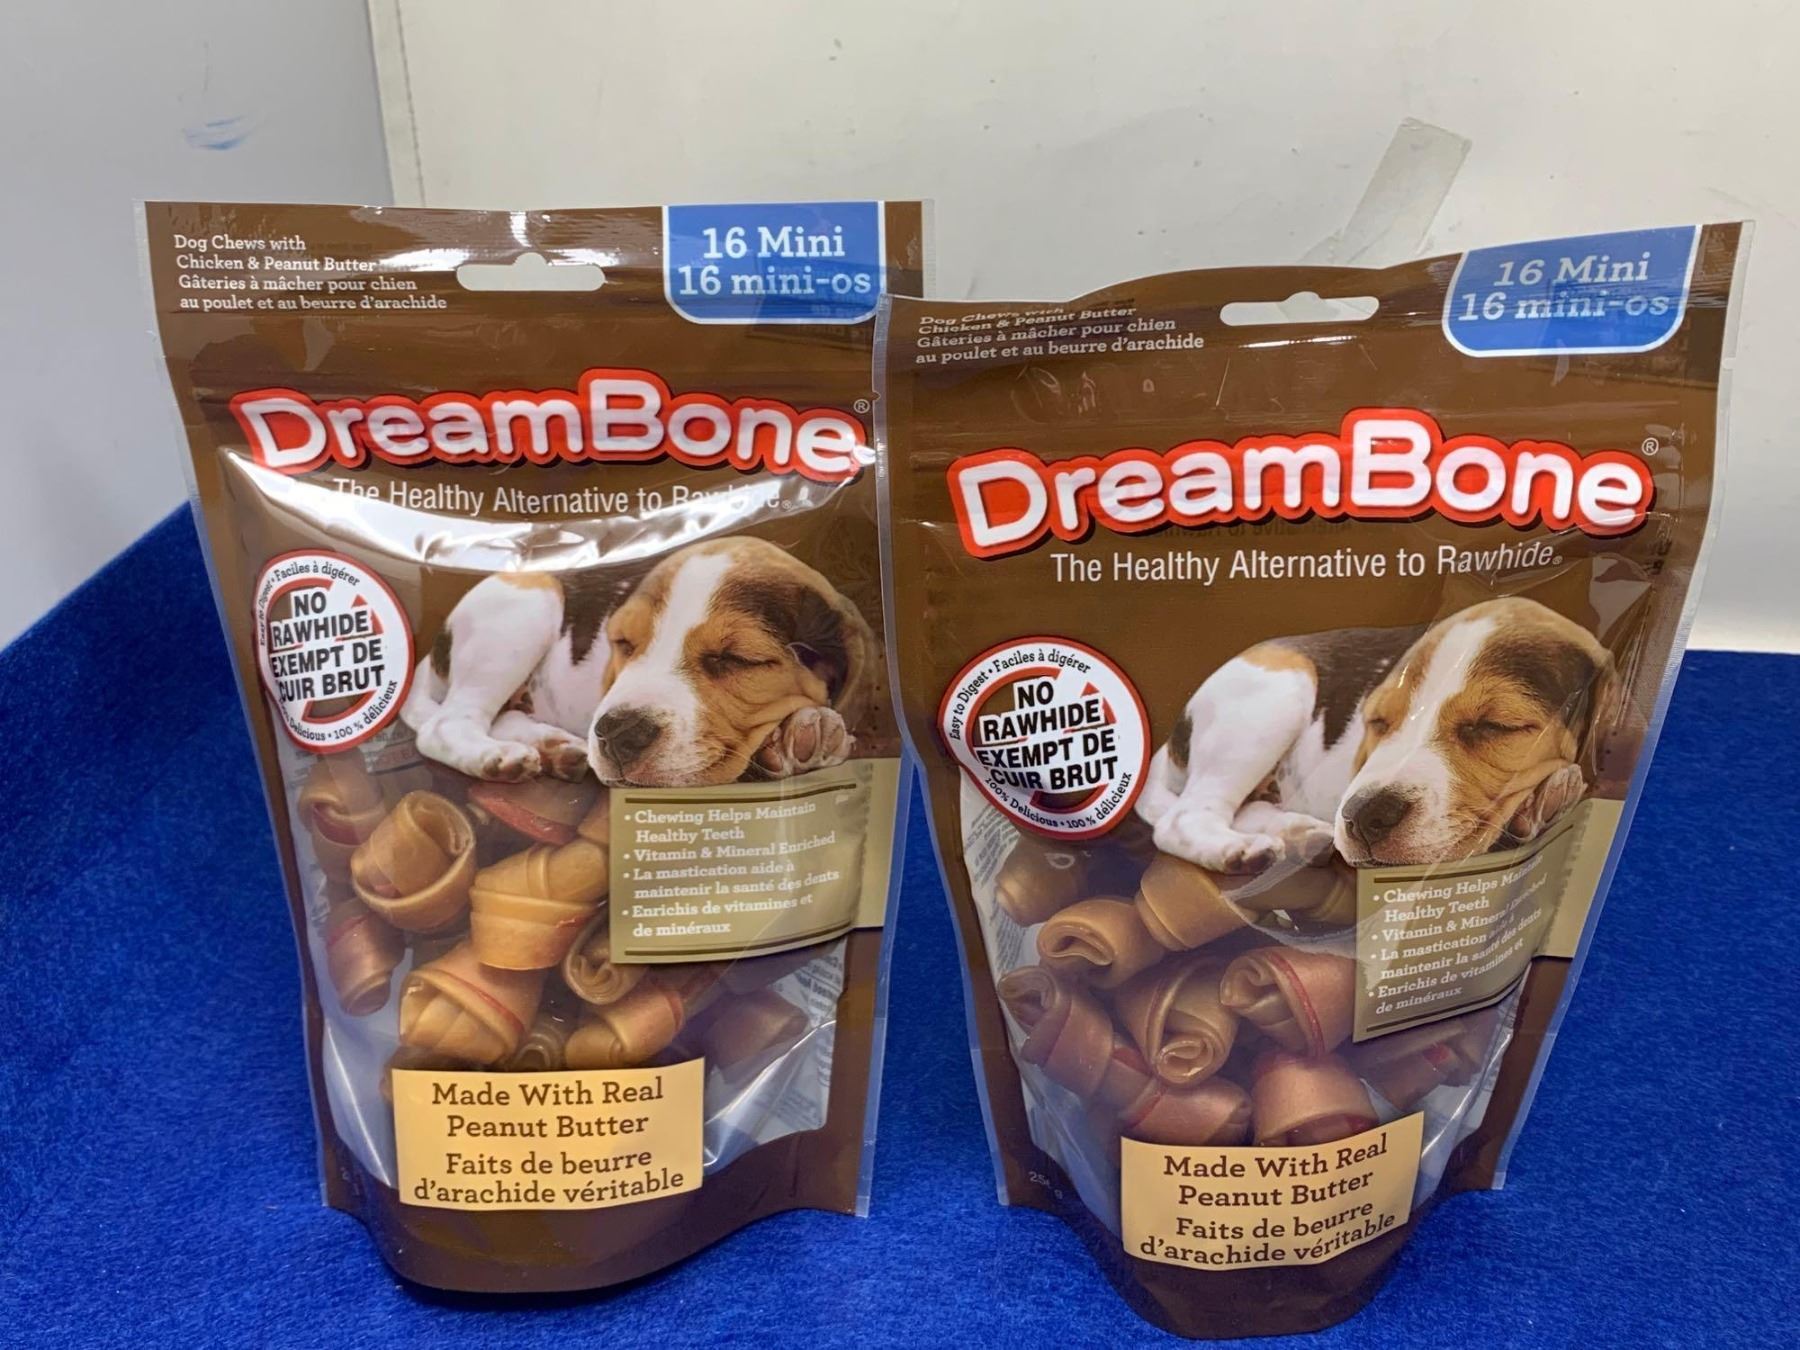 Dog Chews with
Chicken & Peanut Butter
Gâteries à mâcher pour chien
au poulet et au beurre d'arachide
16 Mini
16 mini-os
DreamBone®
The Healthy Alternative to Rawhide®
Easy to Digest • Faciles à digérer
NO
RAWHIDE
EXEMPT DE
CUIR BRUT
Delicious • 100% délicieux
• Chewing Helps Maintain
Healthy Teeth
• Vitamin & Mineral Enriched
• La mastication aide à
maintenir la santé des dents
• Enrichis de vitamines et
de minéraux
Made With Real
Peanut Butter
Faits de beurre
d'arachide véritable
Dog Chews with
Chicken & Peanut Butter
Gâteries à mâcher pour chien
au poulet et au beurre d'arachide
16 Mini
16 mini-os
DreamBone®
The Healthy Alternative to Rawhide®
Easy to Digest • Faciles à digérer
NO
RAWHIDE
EXEMPT DE
CUIR BRUT
100% Delicious • 100% délicieux
• Chewing Helps
Healthy Teeth
• Vitamin & Mineral
• La mastication
maintenir la santé des dents
• Enrichis de vitamines et
de minéraux
Made With Real
Peanut Butter
Faits de beurre
d'arachide véritable